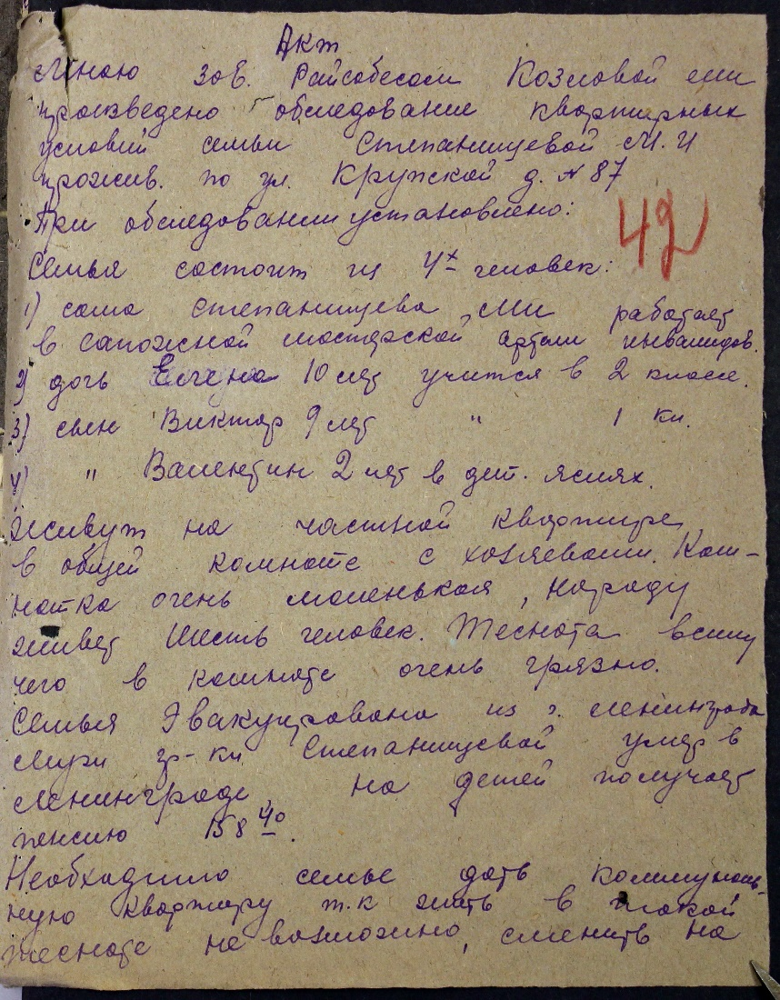 Акт
Мною зав. Райсобесом Козловой
произведено обследование квартирных
условий семьи Степанищевой М. И
прожив. по ул. Крупской д. № 87
При обследовании установлено:
42
Семья состоит из 4х человек:
1) сама Степанищева МИ работает
в сапожной мастерской артели инвалидов.
2) дочь 10 лет учится в 2 классе.
3) сын Виктар 9 лет " 1 кл.
4) " Валентин 2 лет в дет. яслях.
живут на частной квартире
в общей комнате с хозяевами. Ком-
натка очень маленькая, народу
живет шесть человек. Теснота всилу
чего в комнате очень грязно.
Семья Эвакуирована из г. Ленинграда
Муж гр-ки Степанищевой умер в
Ленинграде, на детей получает
пенсию 158 40.
Необходимо семье дать коммуналь-
ную квартиру т.к жить в такой
тесноте не возможно, сменить на